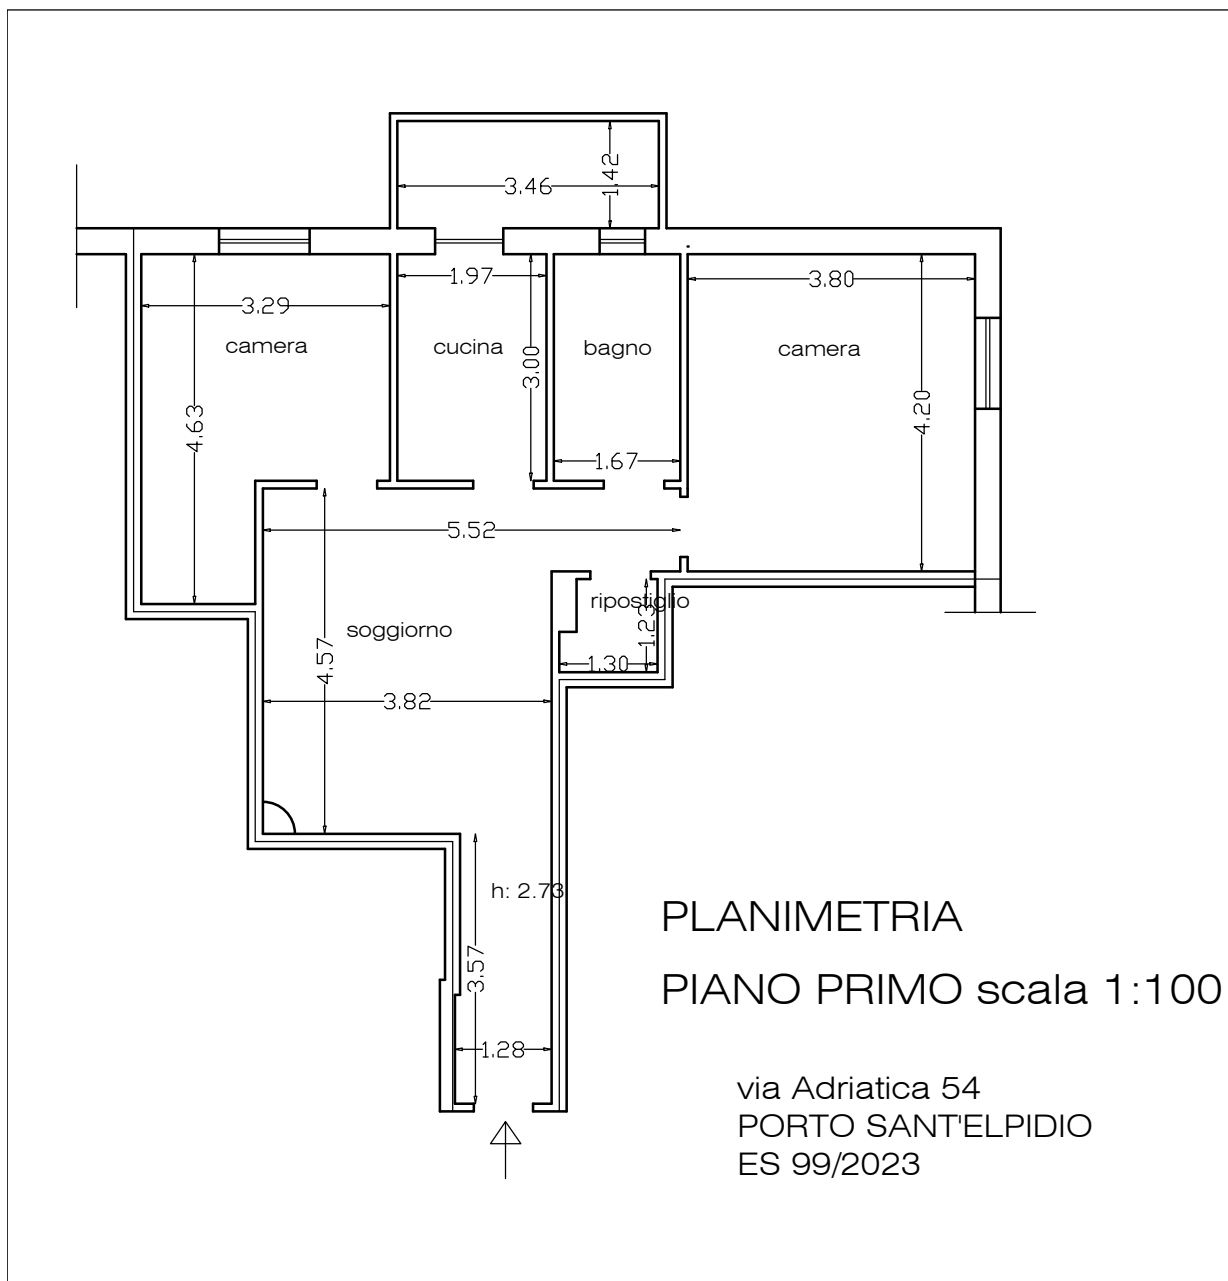 1.42
3.46
1.97
3.80
3.29
camera
cucina
bagno
camera
3.00
4.63
4.20
1.67
5.52
ripostiglio
1.23
soggiorno
4.57
1.30
3.82
h: 2.73
3.57
1.28
PLANIMETRIA
PIANO PRIMO scala 1:100
via Adriatica 54
PORTO SANT'ELPIDIO
ES 99/2023